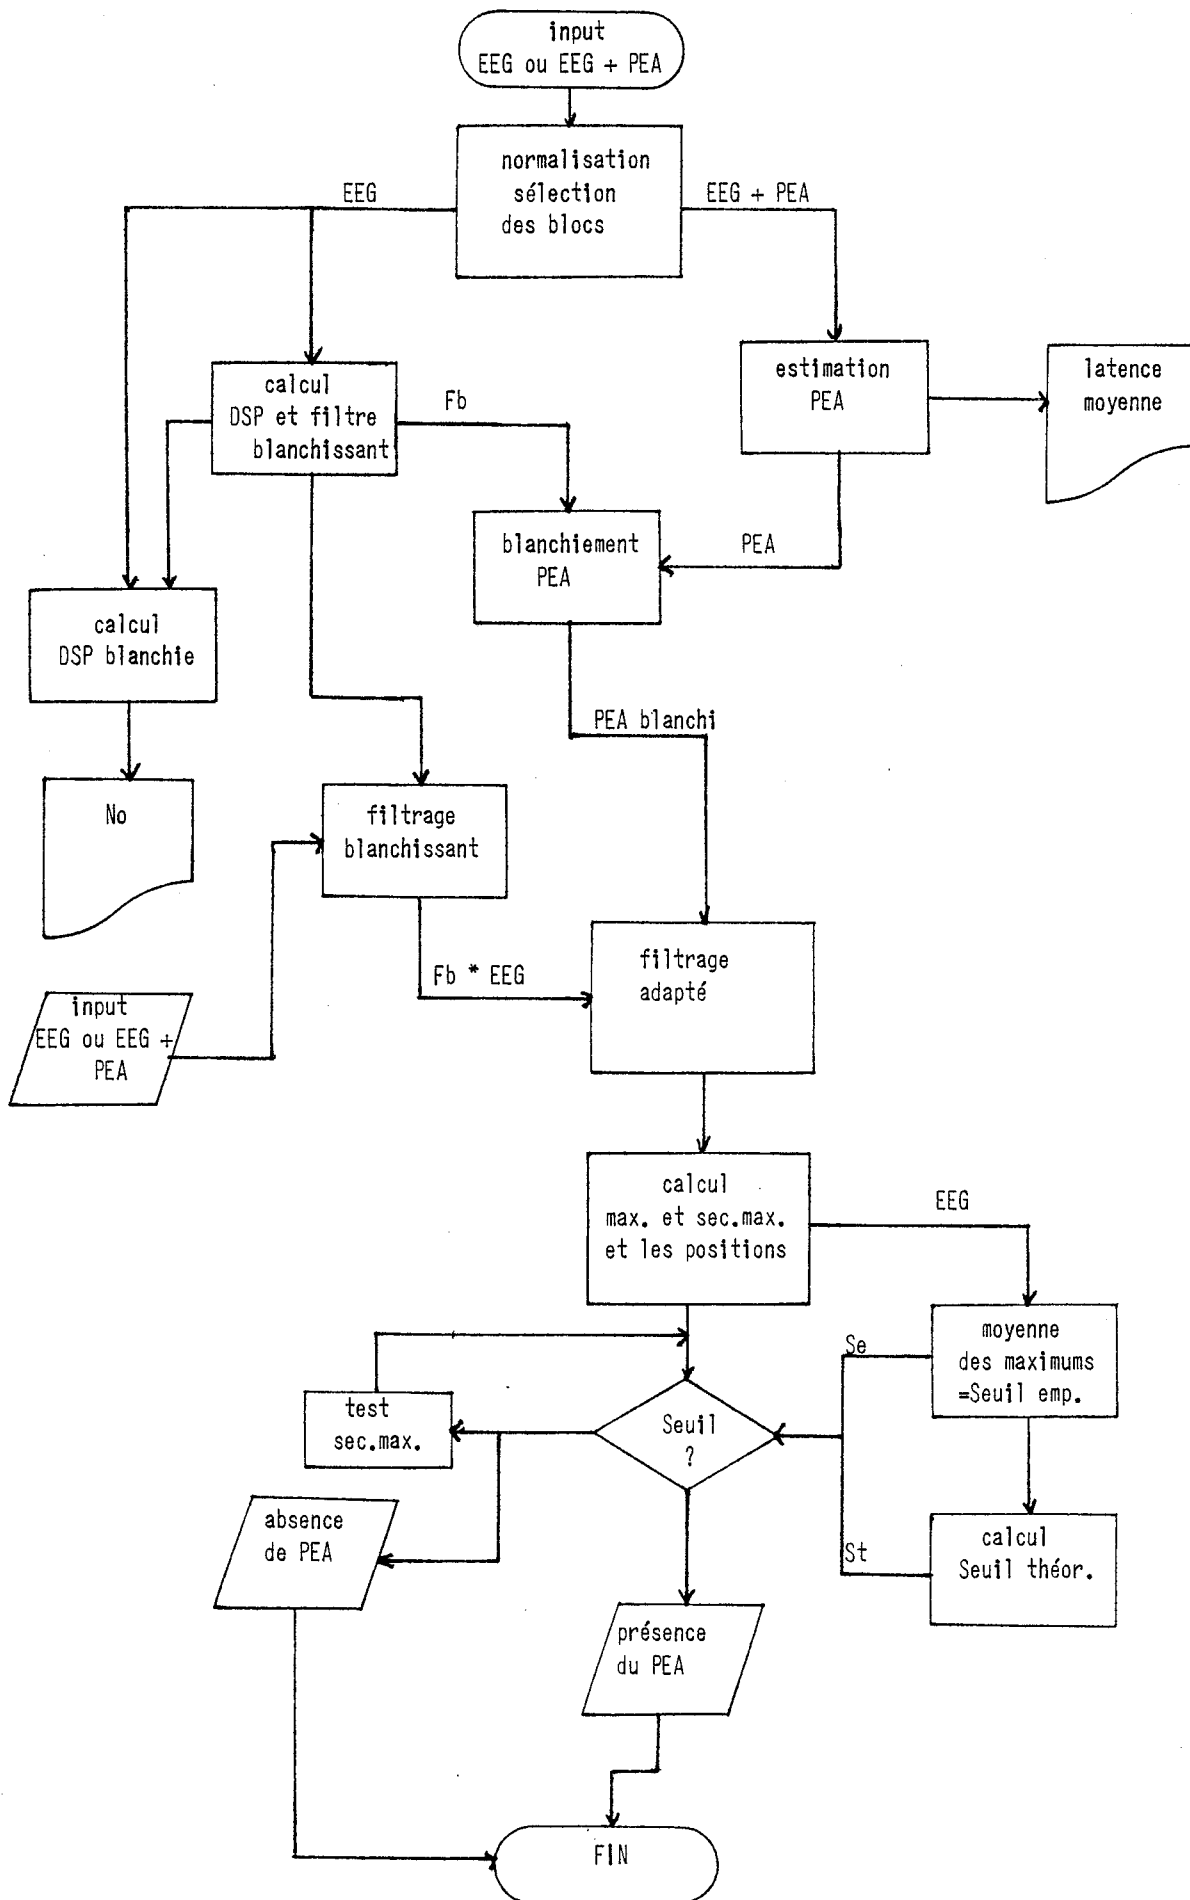 input
EEG ou EEG + PEA
normalisation
sélection
des blocs
EEG
EEG + PEA
calcul
DSP et filtre
blanchissant
Fb
estimation
PEA
latence
moyenne
blanchiement
PEA
PEA
calcul
DSP blanchie
PEA blanchi
No
filtrage
blanchissant
filtrage
adapté
Fb * EEG
input
EEG ou EEG +
PEA
calcul
max. et sec.max.
et les positions
EEG
moyenne
des maximums
=Seuil emp.
Se
test
sec.max.
Seuil
?
absence
de PEA
St
calcul
Seuil théor.
présence
du PEA
FIN